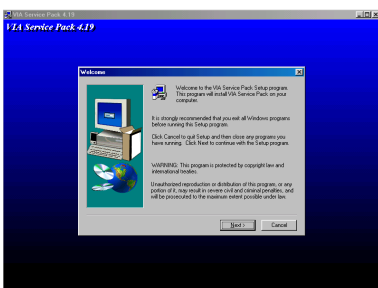 VIA Service Pack 4.19
VIA Service Pack 4.19
Welcome
Welcome to the VIA Service Pack Setup program.
This program will install VIA Service Pack on your
computer.
It is strongly recommended that you exit all Windows programs
before running this Setup program.
Click Cancel to quit Setup and then close any programs you
have running. Click Next to continue with the Setup program.
WARNING: This program is protected by copyright law and
international treaties.
Unauthorized reproduction or distribution of this program, or any
portion of it, may result in severe civil and criminal penalties, and
will be prosecuted to the maximum extent possible under law.
Next >
Cancel